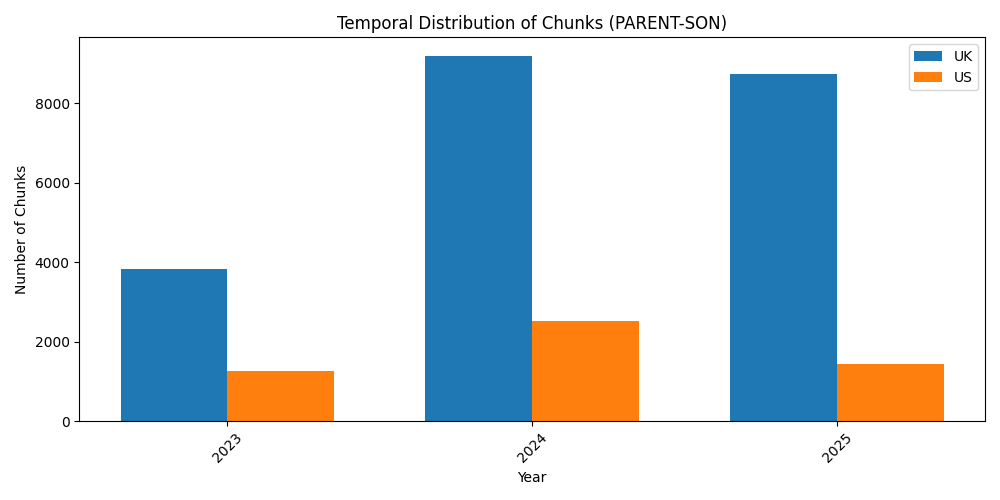 Temporal Distribution of Chunks (PARENT-SON)
UK
US
Number of Chunks
8000
6000
4000
2000
0
2023
2024
2025
Year